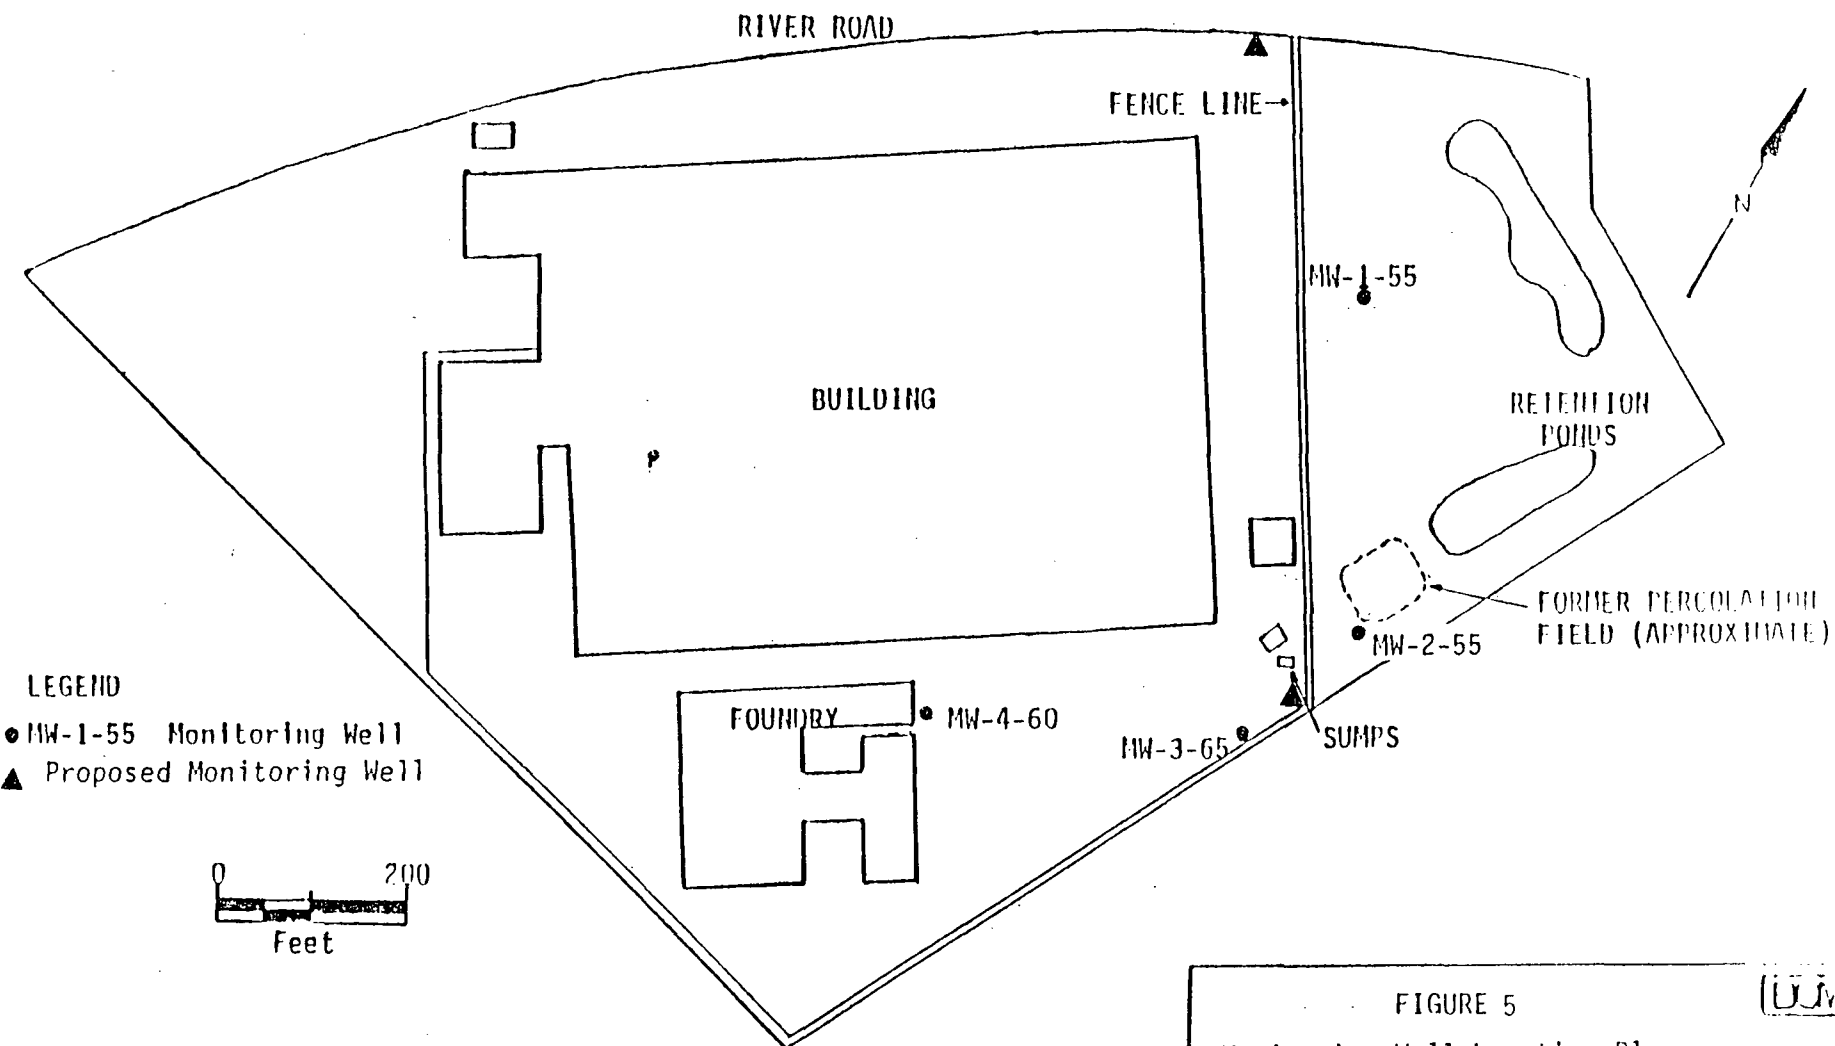 RIVER ROAD
FENCE LINE
N
MW-1-55
BUILDING
RETENTION
PONDS
FORMER PERCOLATION
FIELD (APPROXIMATE)
MW-2-55
LEGEND
MW-1-55 Monitoring Well
Proposed Monitoring Well
FOUNDRY
MW-4-60
MW-3-65
SUMPS
0 200
Feet
FIGURE 5